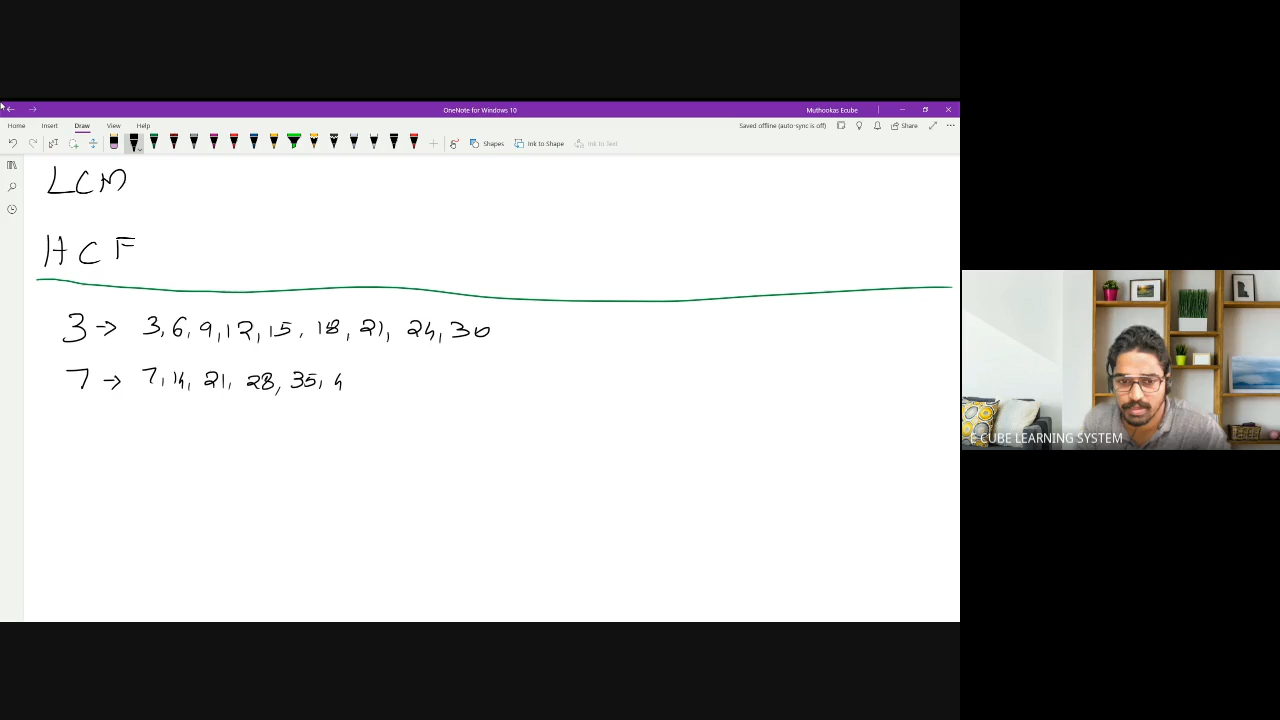 OneNote for Windows 10
Muthookas Ecube
Home Insert Draw View Help
Saved offline (auto-sync is off)
Share
Shapes
Ink to Shape
Ink to Text
LCM
HCF
3 → 3, 6, 9, 12, 15, 18, 21, 24, 30
7 → 7, 14, 21, 28, 35, 4
E CUBE LEARNING SYSTEM